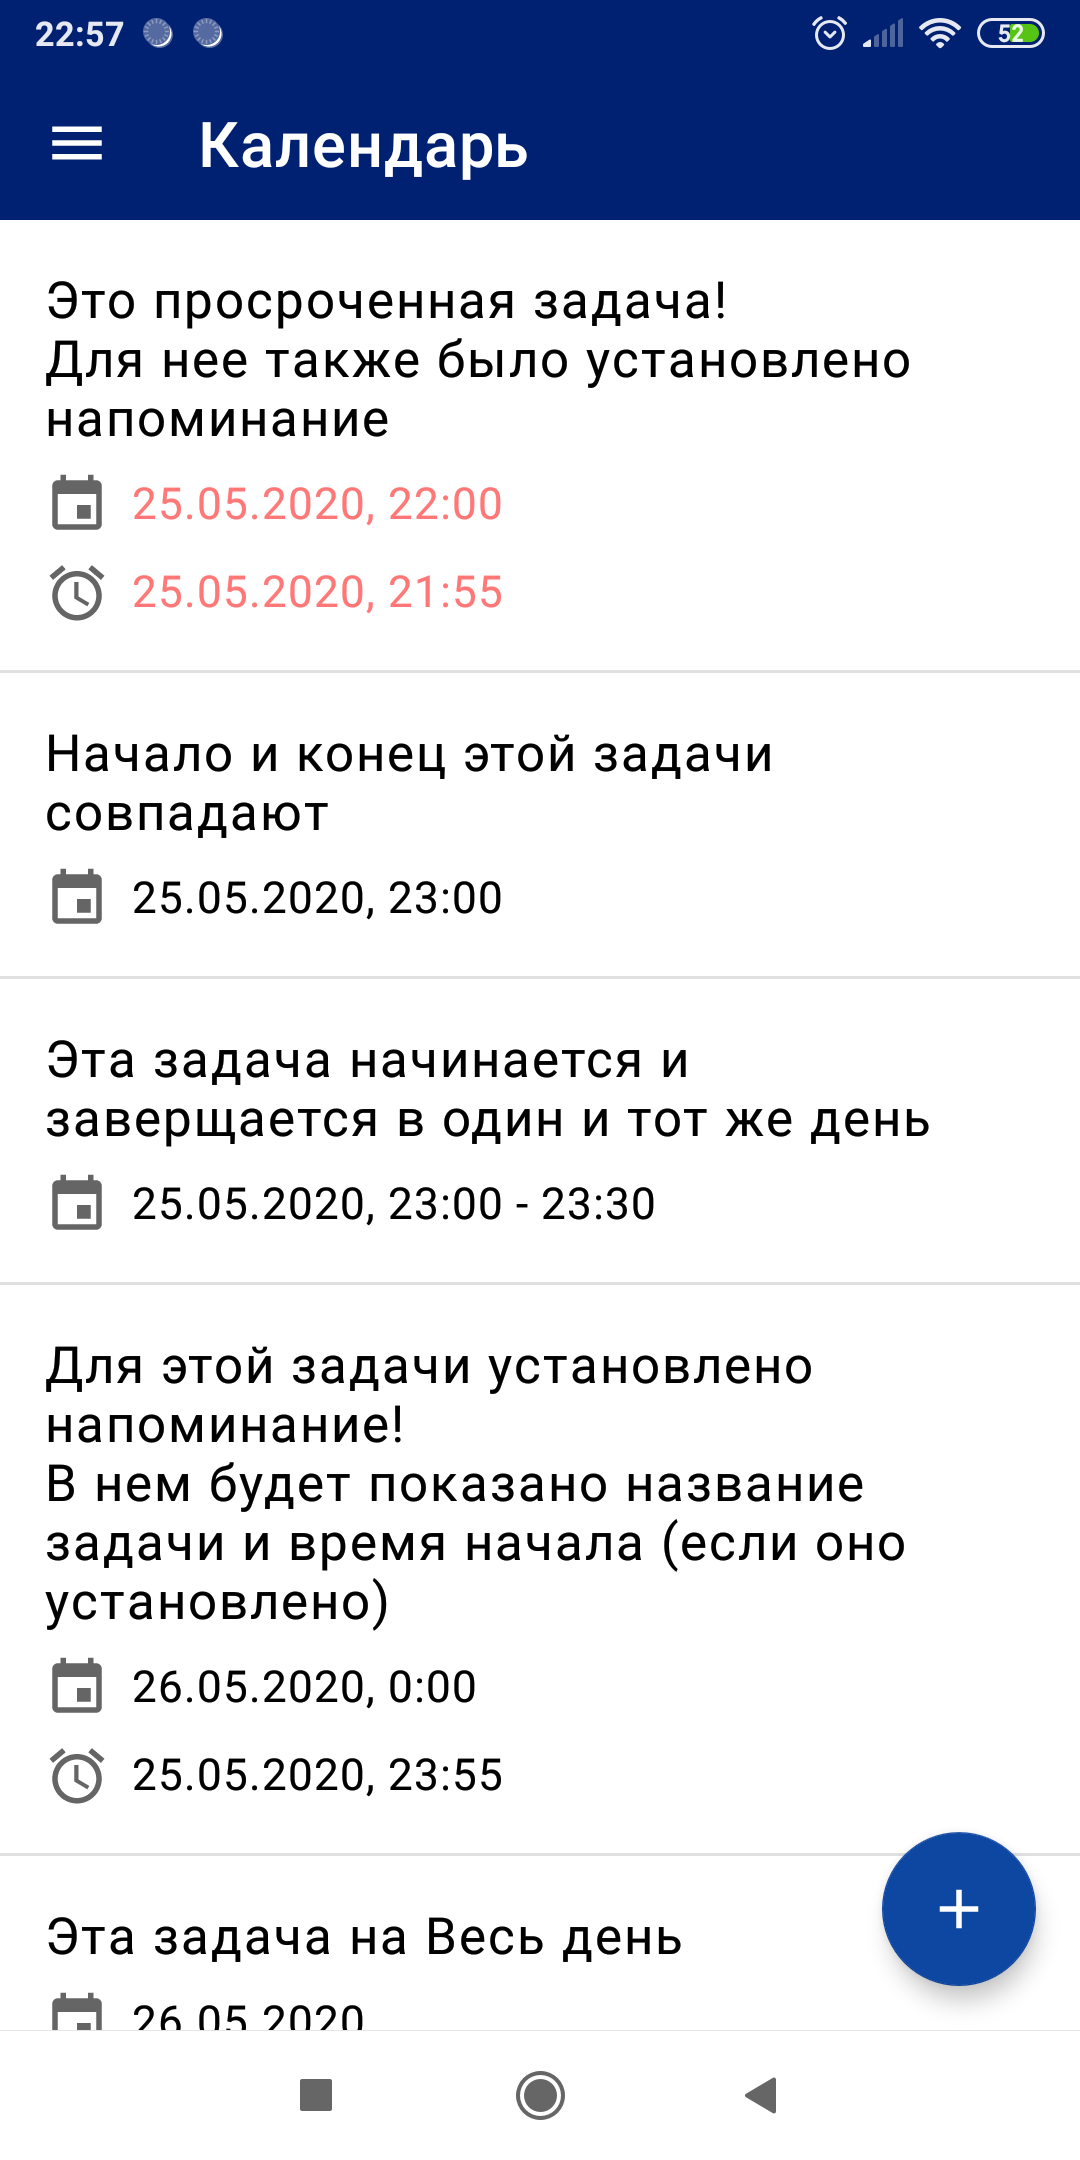 22:57
52
Календарь
Это просроченная задача!
Для нее также было установлено
напоминание
25.05.2020, 22:00
25.05.2020, 21:55
Начало и конец этой задачи
совпадают
25.05.2020, 23:00
Эта задача начинается и
заверщается в один и тот же день
25.05.2020, 23:00 - 23:30
Для этой задачи установлено
напоминание!
В нем будет показано название
задачи и время начала (если оно
установлено)
26.05.2020, 0:00
25.05.2020, 23:55
Эта задача на Весь день
26.05.2020